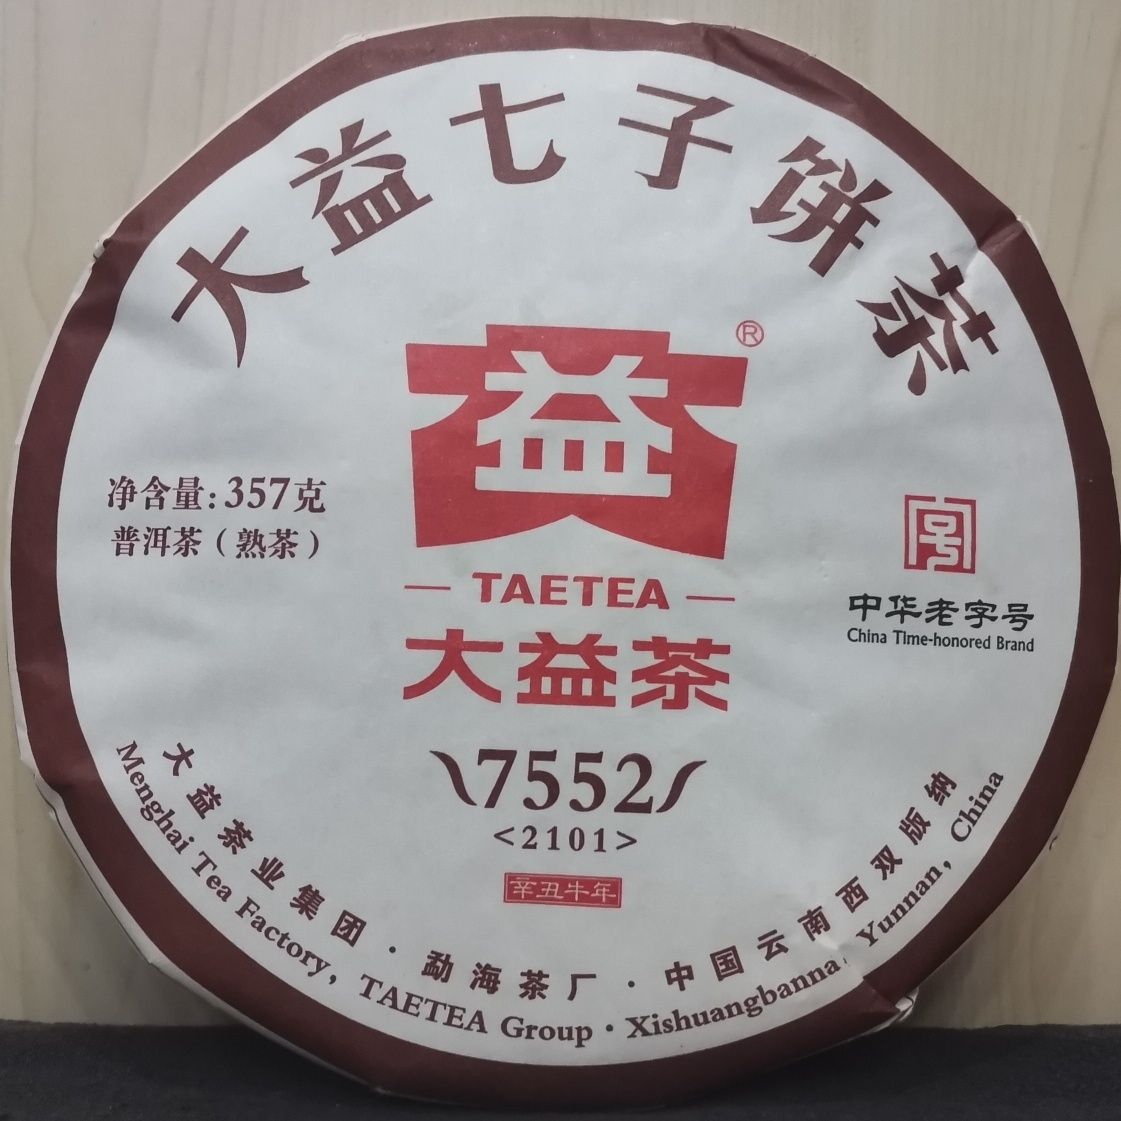 大益七子饼茶
益
®
净含量:357克
普洱茶(熟茶)
TAETEA
大益茶
号
中华老字号
China Time-honored Brand
7552
<2101>
辛丑牛年
大益茶业集团·勐海茶厂·中国云南西双版纳
Menghai Tea Factory, TAETEA Group·Xishuangbanna, Yunnan, China